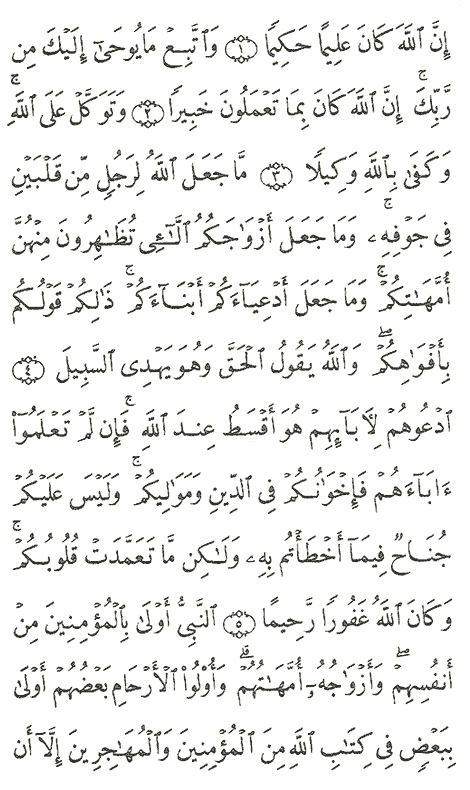 إِنَّ ٱللَّهَ كَانَ عَلِيمًا حَكِيمًا ١ وَٱتَّبِعْ مَا يُوحَىٰٓ إِلَيْكَ مِن
رَّبِّكَ ۚ إِنَّ ٱللَّهَ كَانَ بِمَا تَعْمَلُونَ خَبِيرًا ٢ وَتَوَكَّلْ عَلَى ٱللَّهِ ۚ
وَكَفَىٰ بِٱللَّهِ وَكِيلًا ٣ مَّا جَعَلَ ٱللَّهُ لِرَجُلٍ مِّن قَلْبَيْنِ
فِى جَوْفِهِۦ ۚ وَمَا جَعَلَ أَزْوَٰجَكُمُ ٱلَّـٰٓـِٔى تُظَـٰهِرُونَ مِنْهُنَّ
أُمَّهَـٰتِكُمْ ۚ وَمَا جَعَلَ أَدْعِيَآءَكُمْ أَبْنَآءَكُمْ ۚ ذَٰلِكُمْ قَوْلُكُم
بِأَفْوَٰهِكُمْ ۖ وَٱللَّهُ يَقُولُ ٱلْحَقَّ وَهُوَ يَهْدِى ٱلسَّبِيلَ ٤
ٱدْعُوهُمْ لِـَٔابَآئِهِمْ هُوَ أَقْسَطُ عِندَ ٱللَّهِ ۚ فَإِن لَّمْ تَعْلَمُوٓا۟
ءَابَآءَهُمْ فَإِخْوَٰنُكُمْ فِى ٱلدِّينِ وَمَوَٰلِيكُمْ ۚ وَلَيْسَ عَلَيْكُمْ
جُنَاحٌ فِيمَآ أَخْطَأْتُم بِهِۦ وَلَـٰكِن مَّا تَعَمَّدَتْ قُلُوبُكُمْ ۚ
وَكَانَ ٱللَّهُ غَفُورًا رَّحِيمًا ٥ ٱلنَّبِىُّ أَوْلَىٰ بِٱلْمُؤْمِنِينَ مِنْ
أَنفُسِهِمْ ۖ وَأَزْوَٰجُهُۥٓ أُمَّهَـٰتُهُمْ ۗ وَأُو۟لُوا۟ ٱلْأَرْحَامِ بَعْضُهُمْ أَوْلَىٰ
بِبَعْضٍ فِى كِتَـٰبِ ٱللَّهِ مِنَ ٱلْمُؤْمِنِينَ وَٱلْمُهَـٰجِرِينَ إِلَّآ أَن